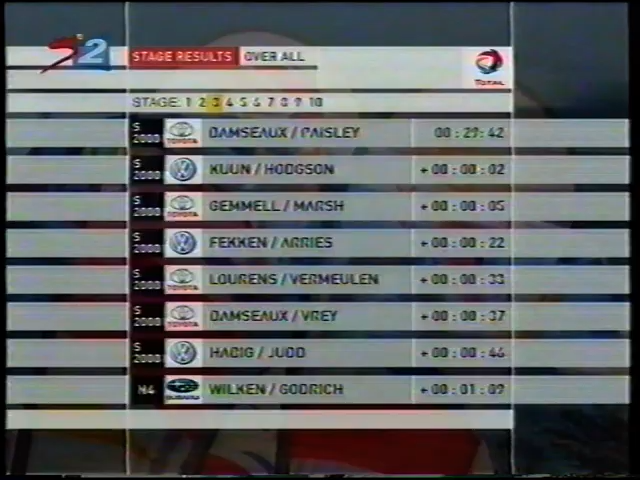 S 2
STAGE RESULTS OVER ALL
TOTAL
STAGE: 1 2 3 4 5 6 7 8 9 10
S 2000 TOYOTA DAMSEAUX / PAISLEY 00 : 29 : 42
S 2000 KUUN / HODGSON + 00 : 00 : 02
S 2000 TOYOTA GEMMELL / MARSH + 00 : 00 : 05
S 2000 FEKKEN / ARRIES + 00 : 00 : 22
S 2000 TOYOTA LOURENS / VERMEULEN + 00 : 00 : 33
S 2000 TOYOTA DAMSEAUX / VREY + 00 : 00 : 37
S 2000 HABIG / JUDD + 00 : 00 : 46
N4 SUBARU WILKEN / GODRICH + 00 : 01 : 09